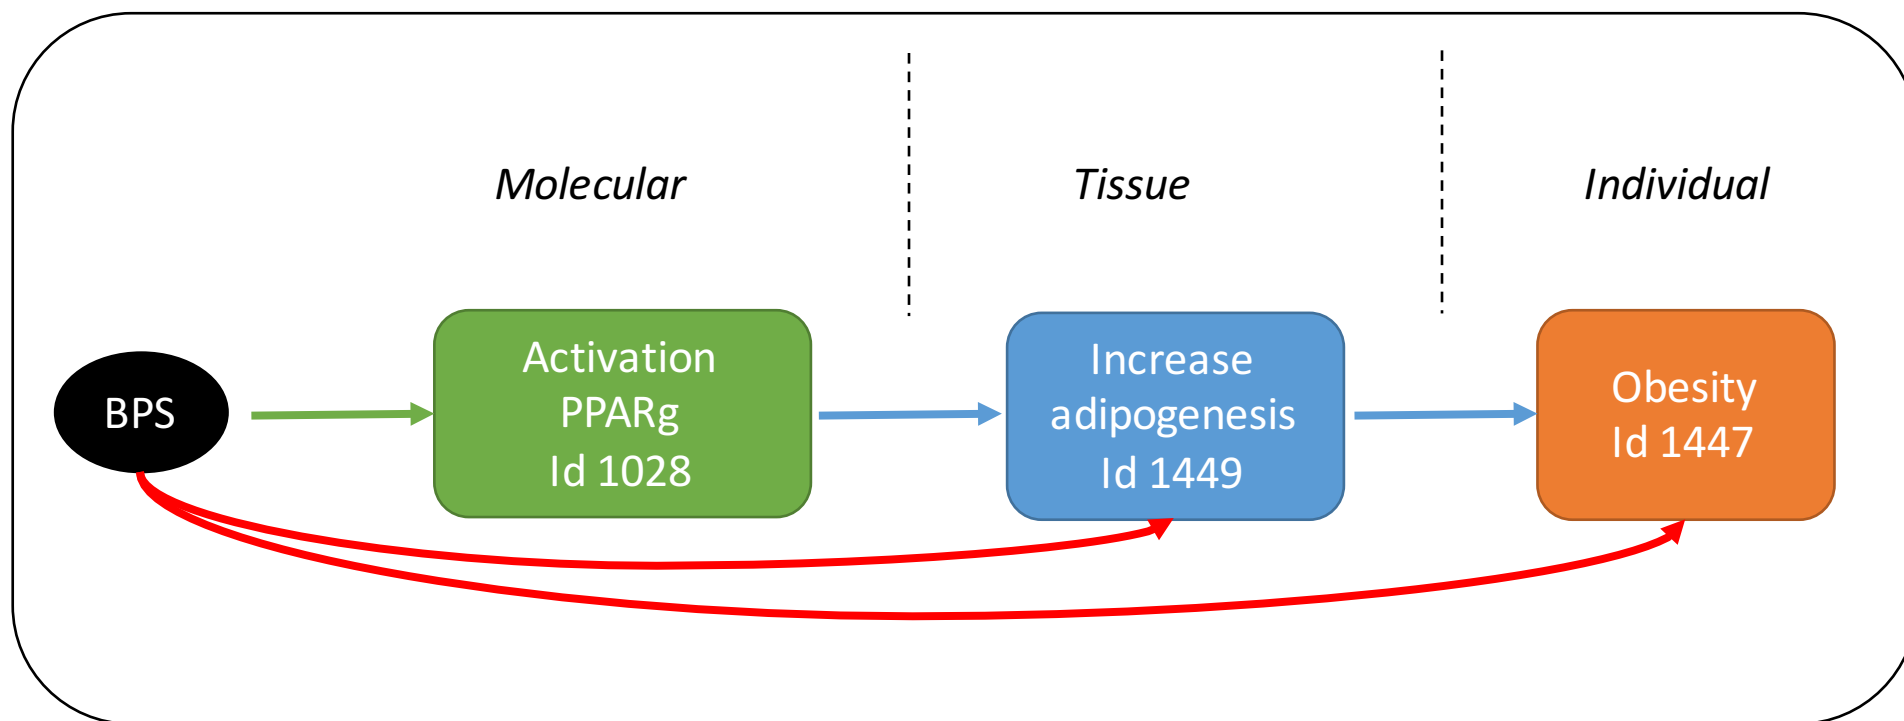 Molecular
Tissue
Individual
BPS
Activation
PPARg
Id 1028
Increase
adipogenesis
Id 1449
Obesity
Id 1447